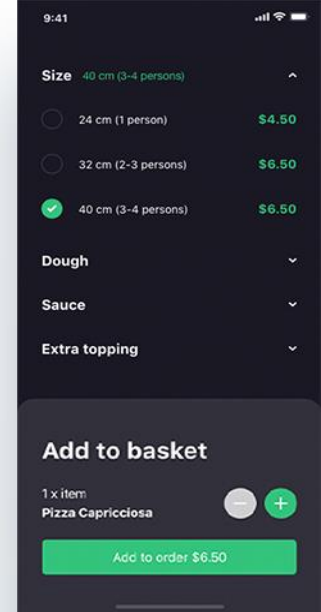 9:41
Size 40 cm (3-4 persons)
24 cm (1 person) $4.50
32 cm (2-3 persons) $6.50
40 cm (3-4 persons) $6.50
Dough
Sauce
Extra topping
Add to basket
1 x item
Pizza Capricciosa
Add to order $6.50